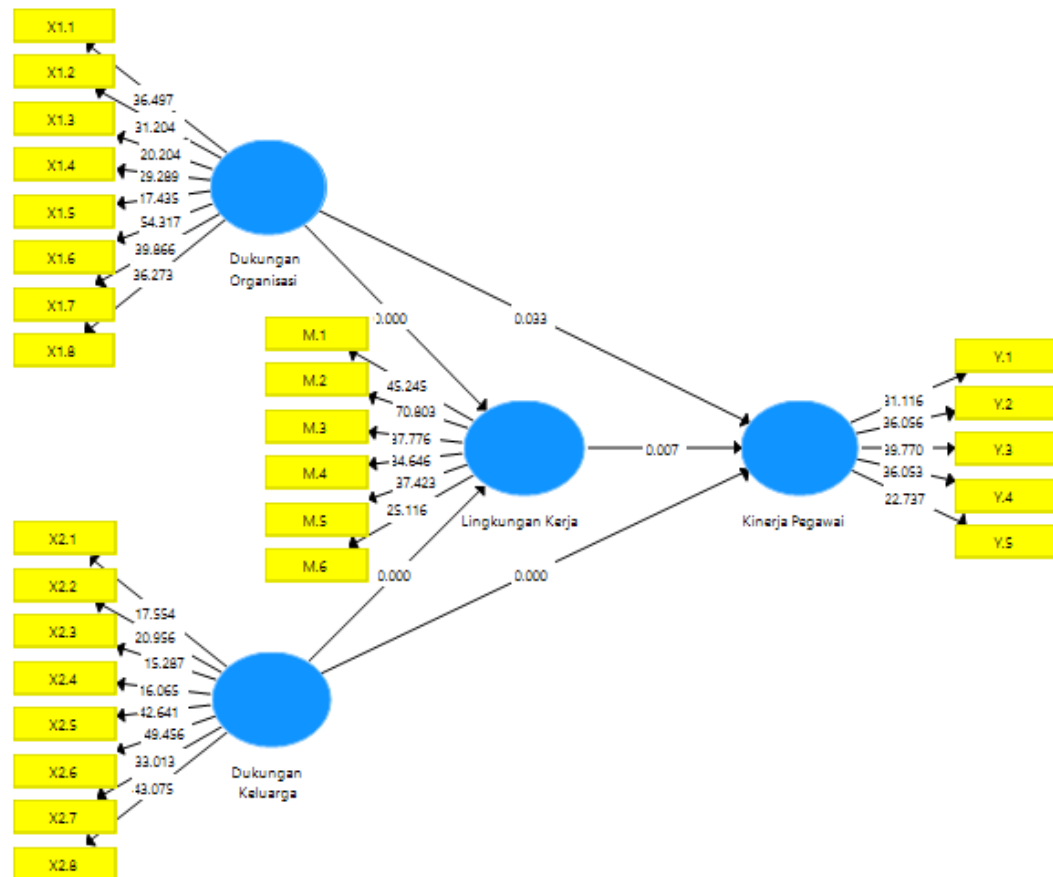 X1.1
X1.2
X1.3
X1.4
X1.5
X1.6
X1.7
X1.8
36.497
31.204
20.204
29.289
17.435
54.317
39.866
36.273
Dukungan
Organisasi
0.000
0.033
M.1
M.2
M.3
M.4
M.5
M.6
45.245
70.803
37.776
34.646
37.423
25.116
Lingkungan Kerja
0.007
Kinerja Pegawai
31.116
36.056
39.770
36.053
22.737
Y.1
Y.2
Y.3
Y.4
Y.5
0.000
0.000
X2.1
X2.2
X2.3
X2.4
X2.5
X2.6
X2.7
X2.8
17.554
20.956
15.287
16.065
42.641
49.456
33.013
43.075
Dukungan
Keluarga